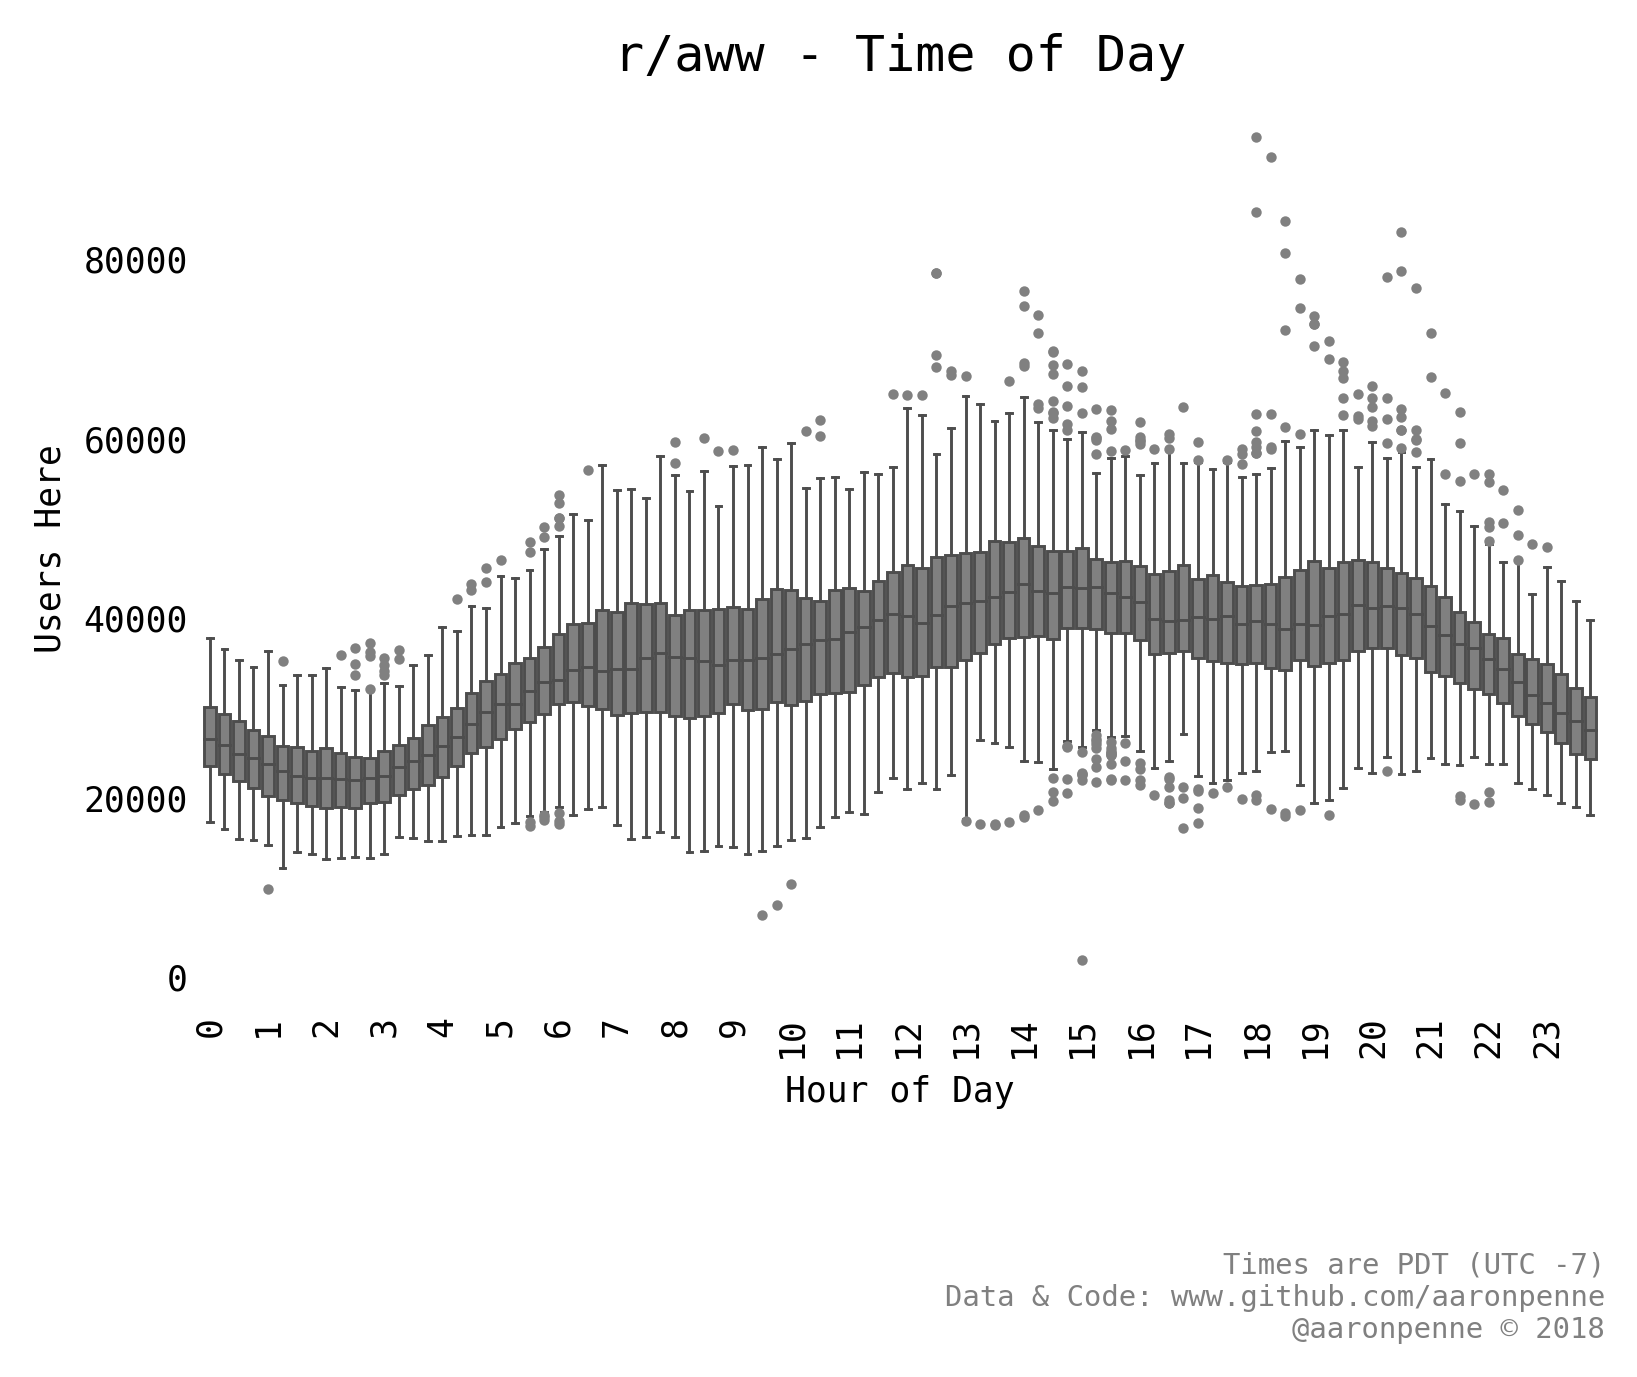 r/aww - Time of Day
80000
60000
40000
20000
0
Users Here
0 1 2 3 4 5 6 7 8 9 10 11 12 13 14 15 16 17 18 19 20 21 22 23
Hour of Day
Times are PDT (UTC -7)
Data & Code: www.github.com/aaronpenne
@aaronpenne © 2018